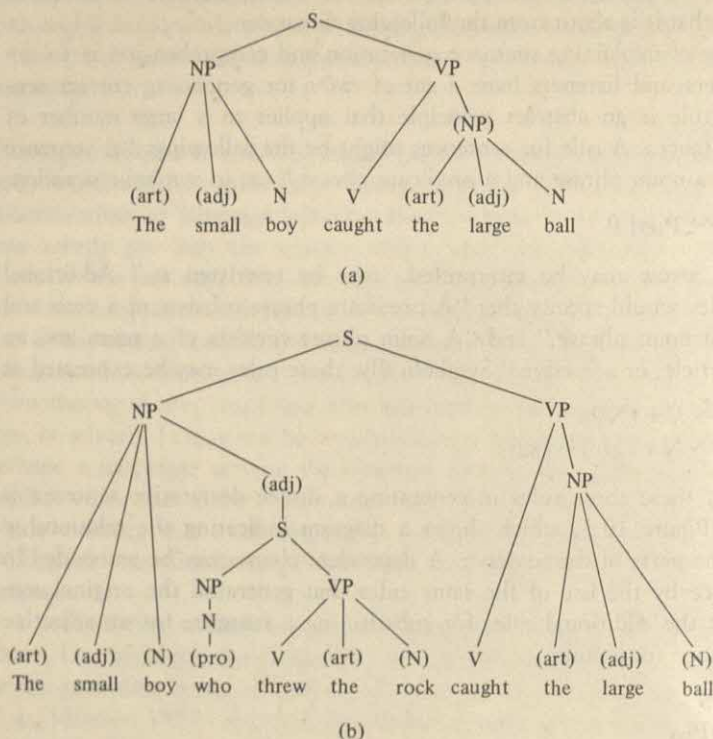 S
NP VP
(NP)
(art) (adj) N V (art) (adj) N
The small boy caught the large ball
(a)
S
NP VP
NP
(adj)
S
NP VP
N
(art) (adj) (N) (pro) V (art) (N) V (art) (adj) (N)
The small boy who threw the rock caught the large ball
(b)